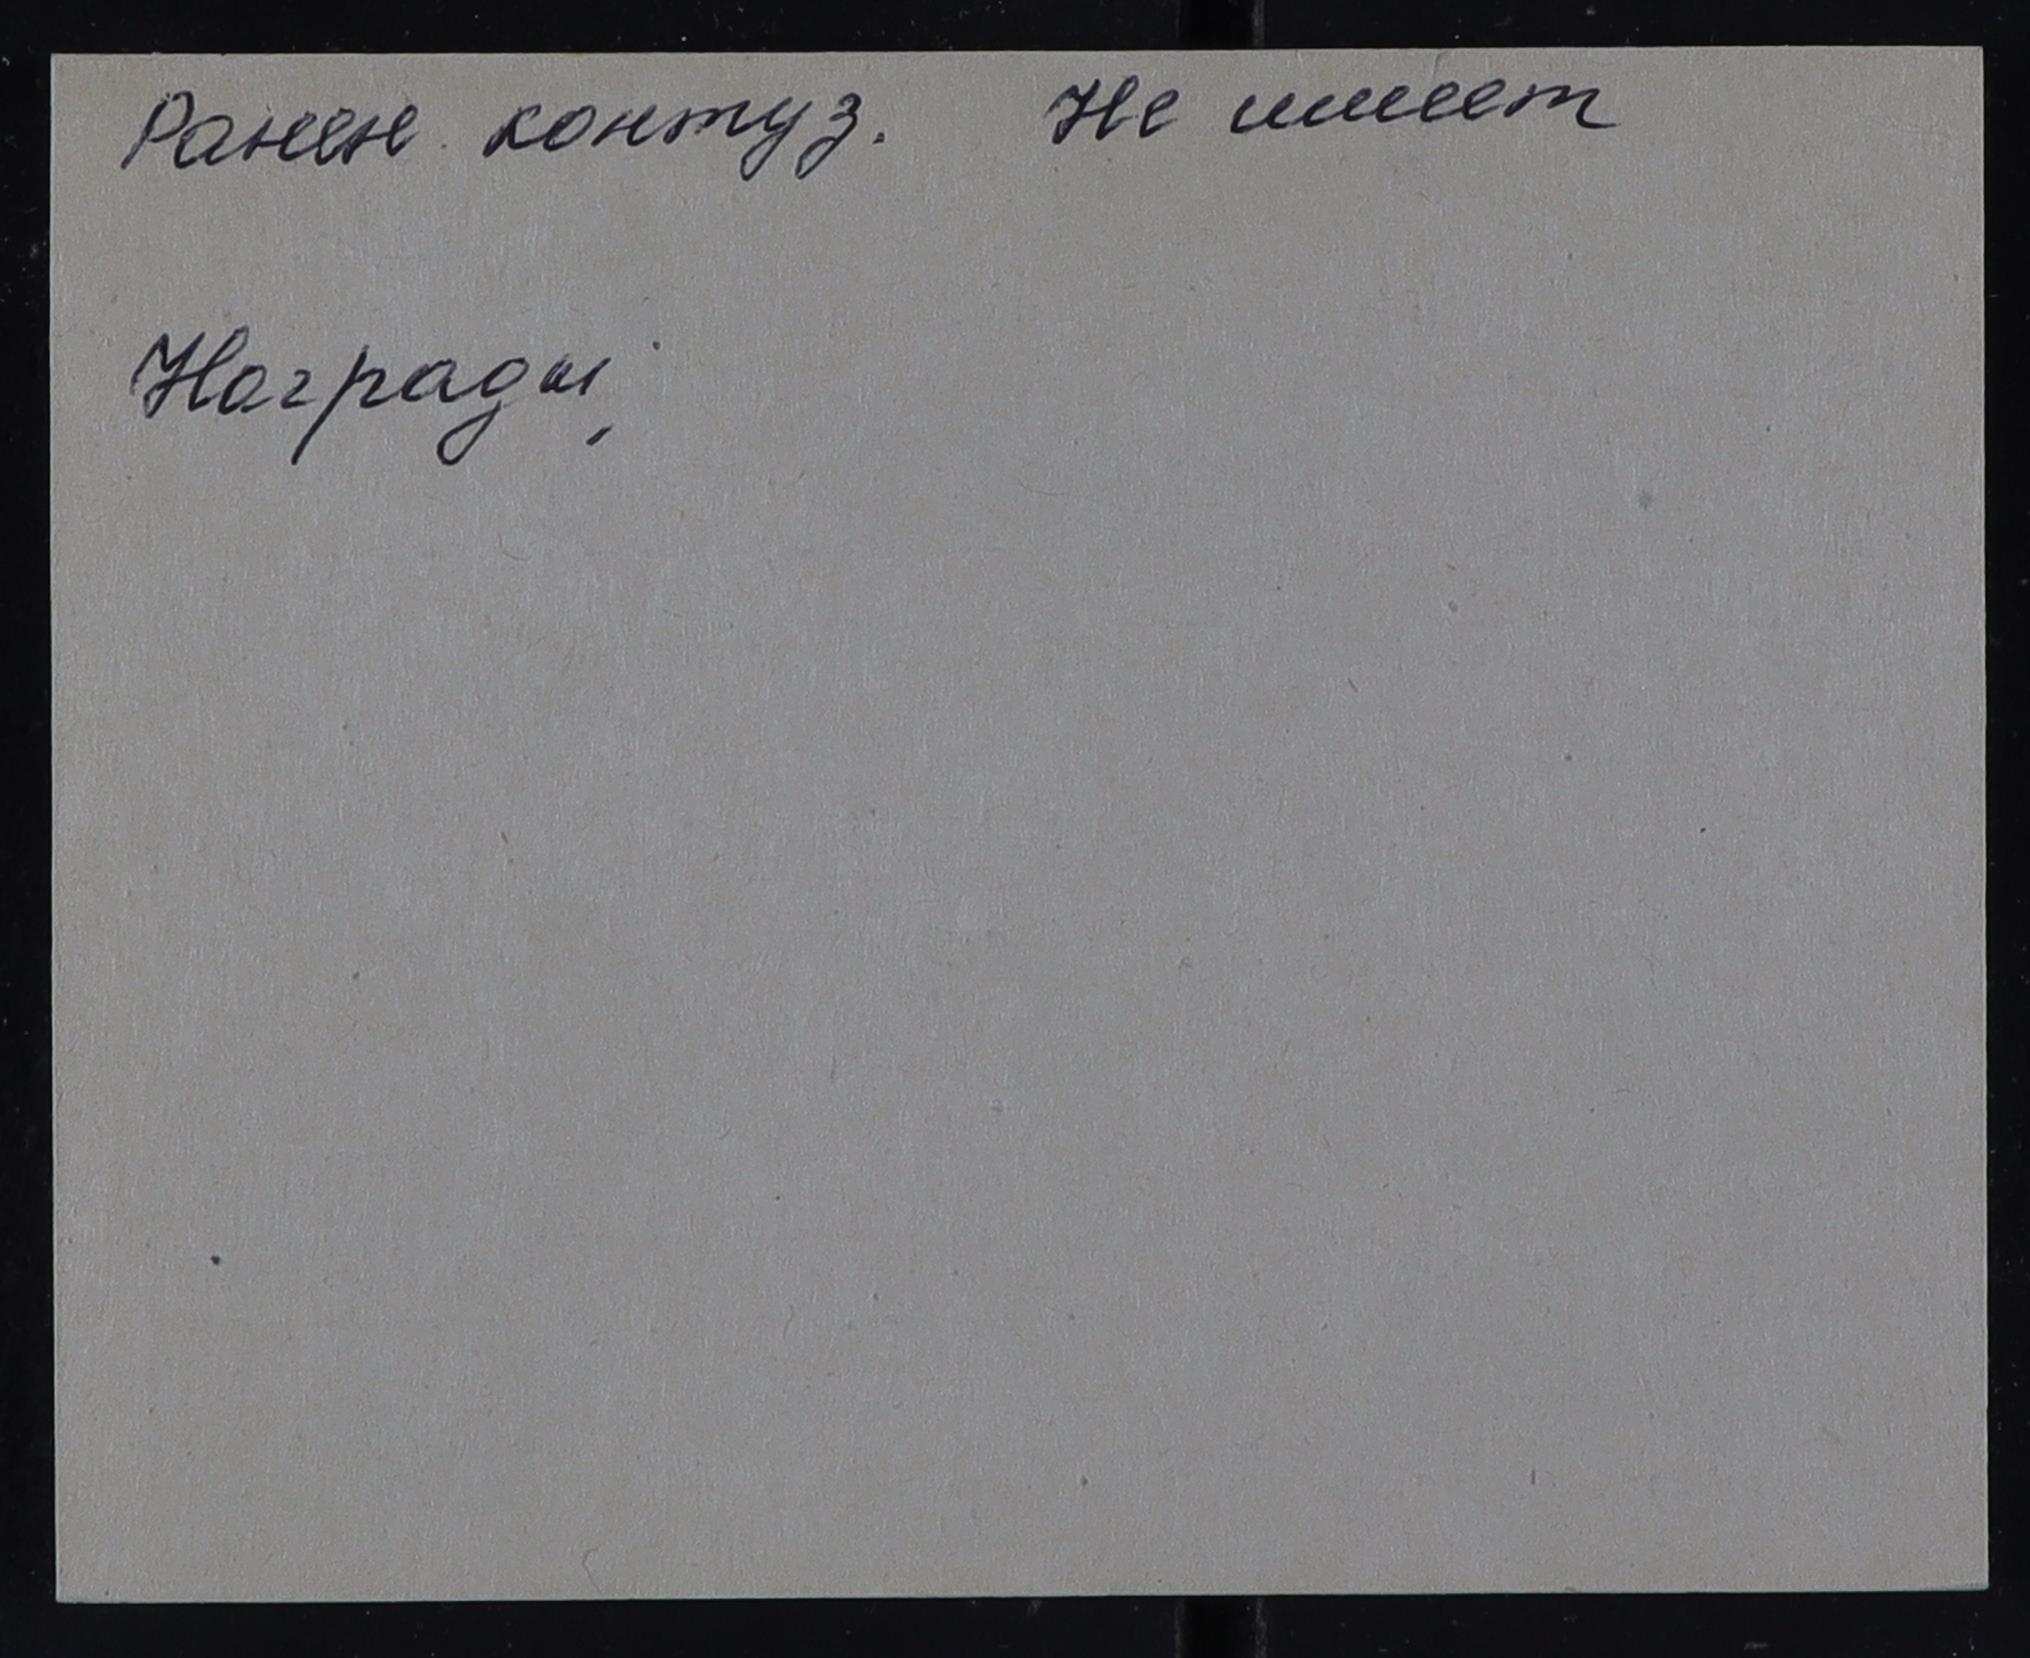 Ранен контуз. Не имеет
Награды,